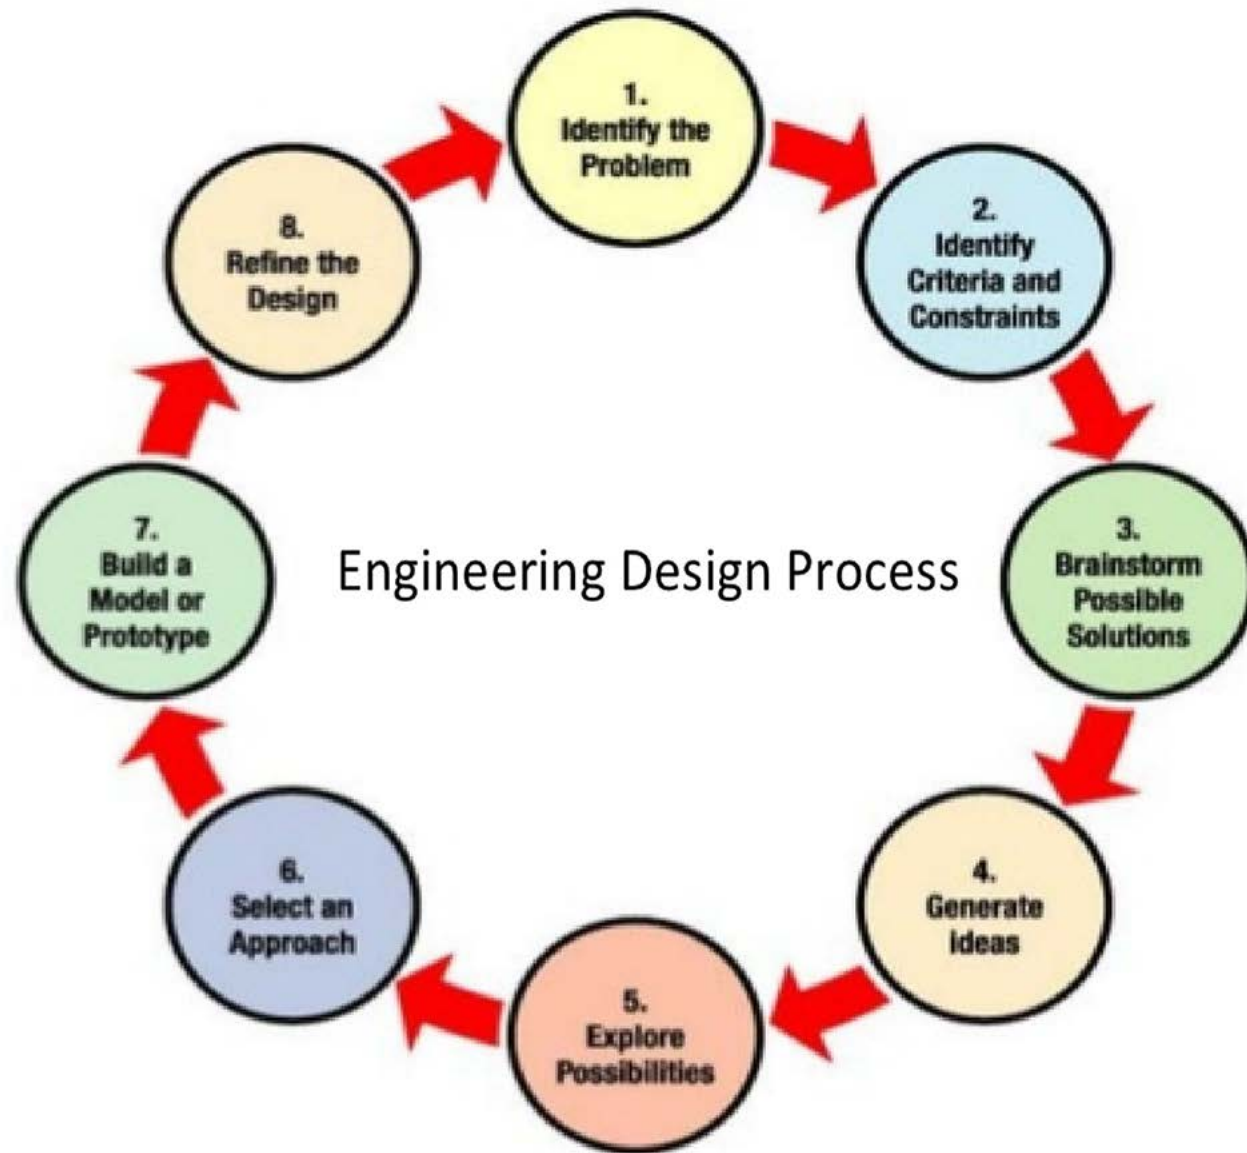 1.
Identify the
Problem
2.
Identify
Criteria and
Constraints
3.
Brainstorm
Possible
Solutions
4.
Generate
Ideas
5.
Explore
Possibilities
6.
Select an
Approach
7.
Build a
Model or
Prototype
8.
Refine the
Design
Engineering Design Process